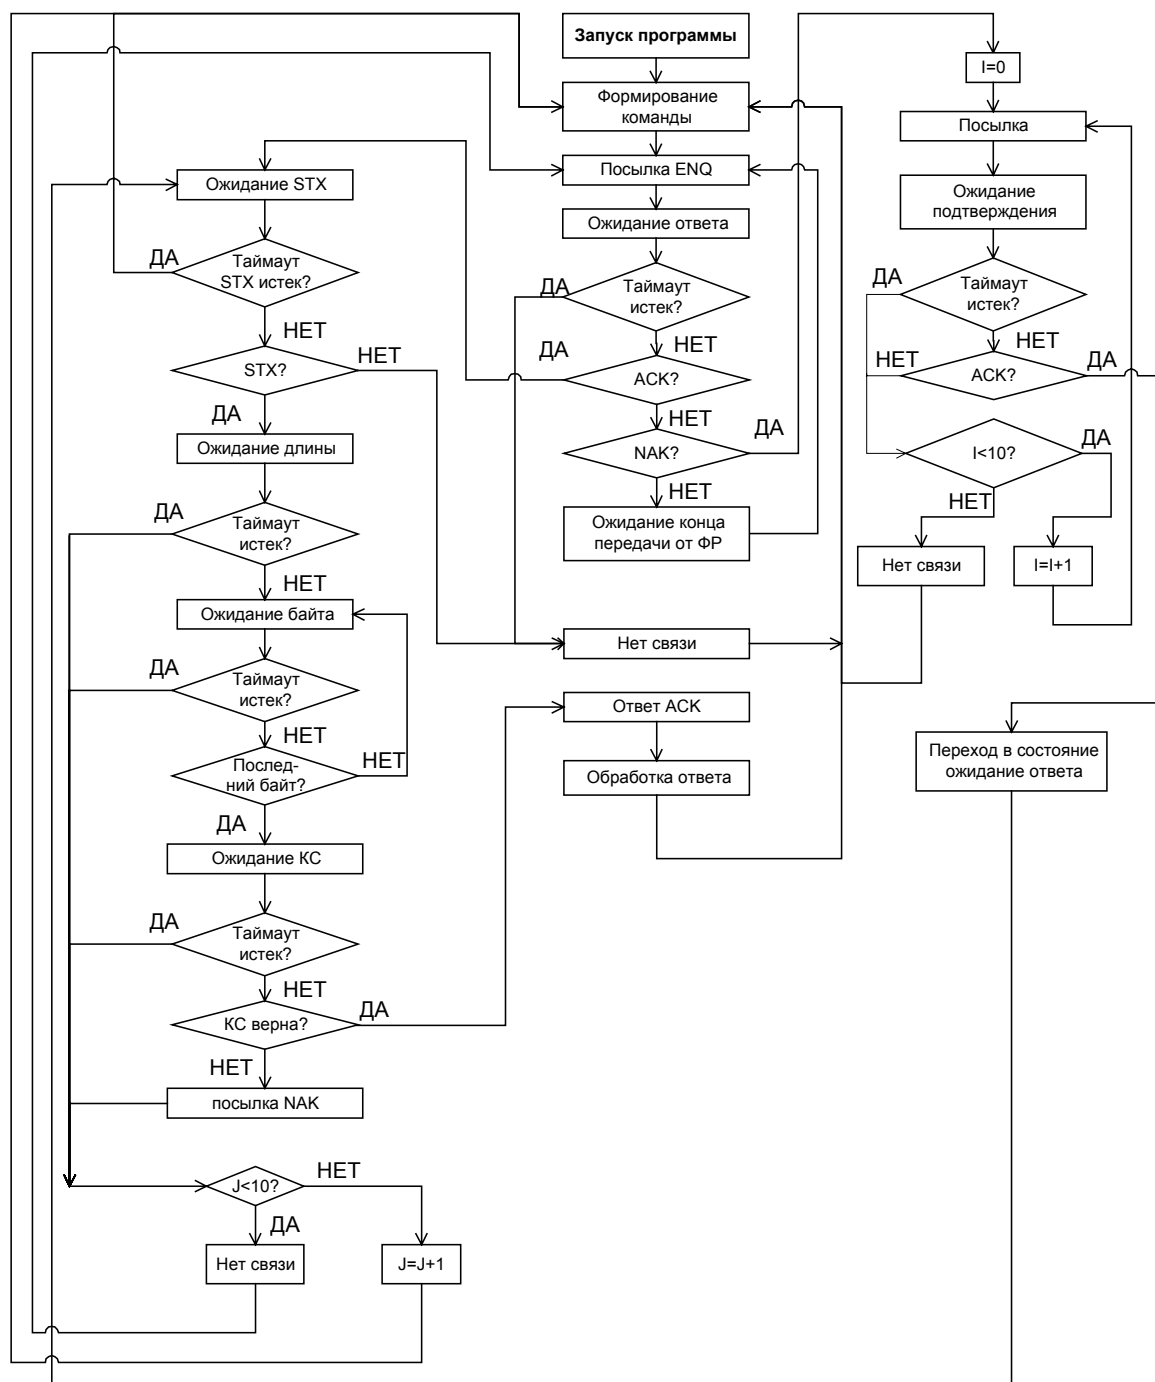 Запуск программы
Формирование
команды
Посылка ENQ
Ожидание ответа
Таймаут
истек?
ДА
НЕТ
ACK?
ДА
НЕТ
NAK?
ДА
НЕТ
Ожидание конца
передачи от ФР
Нет связи
Ответ ACK
Обработка ответа
I=0
Посылка
Ожидание
подтверждения
Таймаут
истек?
ДА
НЕТ
ACK?
НЕТ
ДА
I<10?
ДА
НЕТ
Нет связи
I=I+1
Переход в состояние
ожидание ответа
Ожидание STX
Таймаут
STX истек?
ДА
НЕТ
STX?
НЕТ
ДА
Ожидание длины
Таймаут
истек?
ДА
НЕТ
Ожидание байта
Таймаут
истек?
ДА
НЕТ
Послед-
ний байт?
НЕТ
ДА
Ожидание КС
Таймаут
истек?
ДА
НЕТ
КС верна?
ДА
НЕТ
посылка NAK
J<10?
НЕТ
ДА
Нет связи
J=J+1